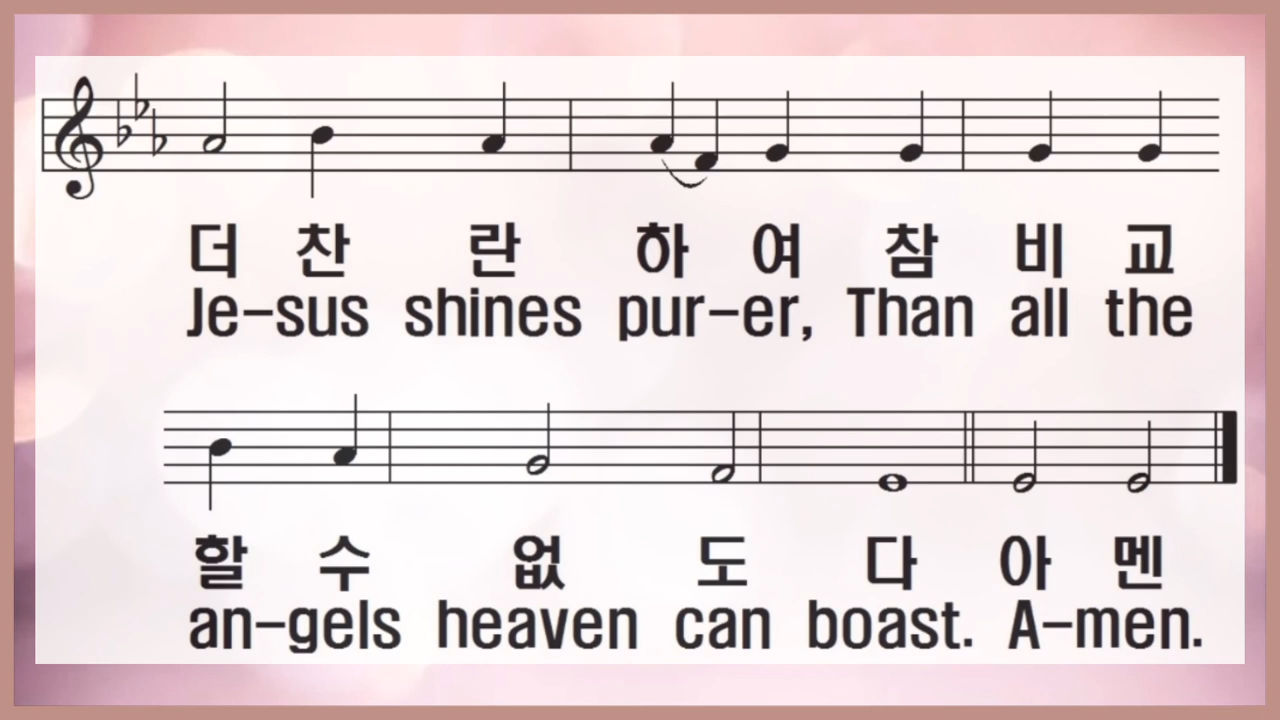 더 찬 란 하 여 참 비 교
Je-sus shines pur-er, Than all the
할 수 없 도 다 아 멘
an-gels heaven can boast. A-men.